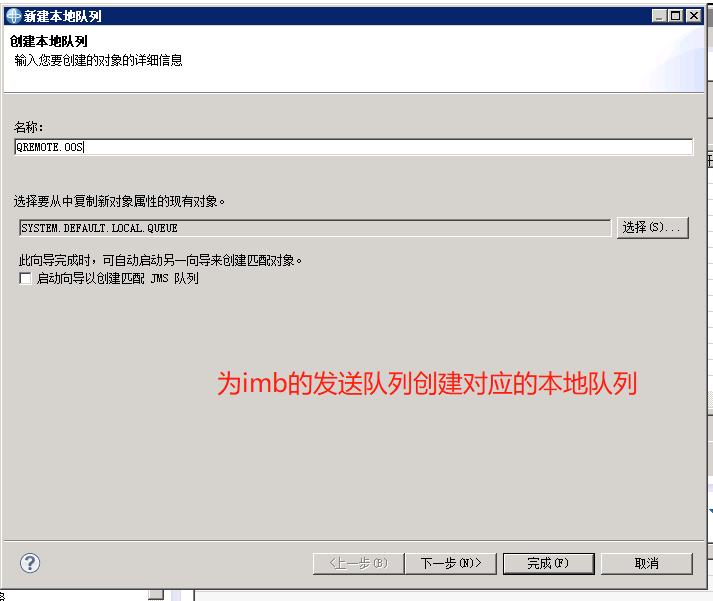 新建本地队列
创建本地队列
输入您要创建的对象的详细信息
名称:
QREMOTE.OOS
选择要从中复制新对象属性的现有对象。
SYSTEM.DEFAULT.LOCAL.QUEUE
选择(S)...
此向导完成时，可自动启动另一向导来创建匹配对象。
启动向导以创建匹配 JMS 队列
为imb的发送队列创建对应的本地队列
?
<上一步(B)
下一步(N)>
完成(F)
取消